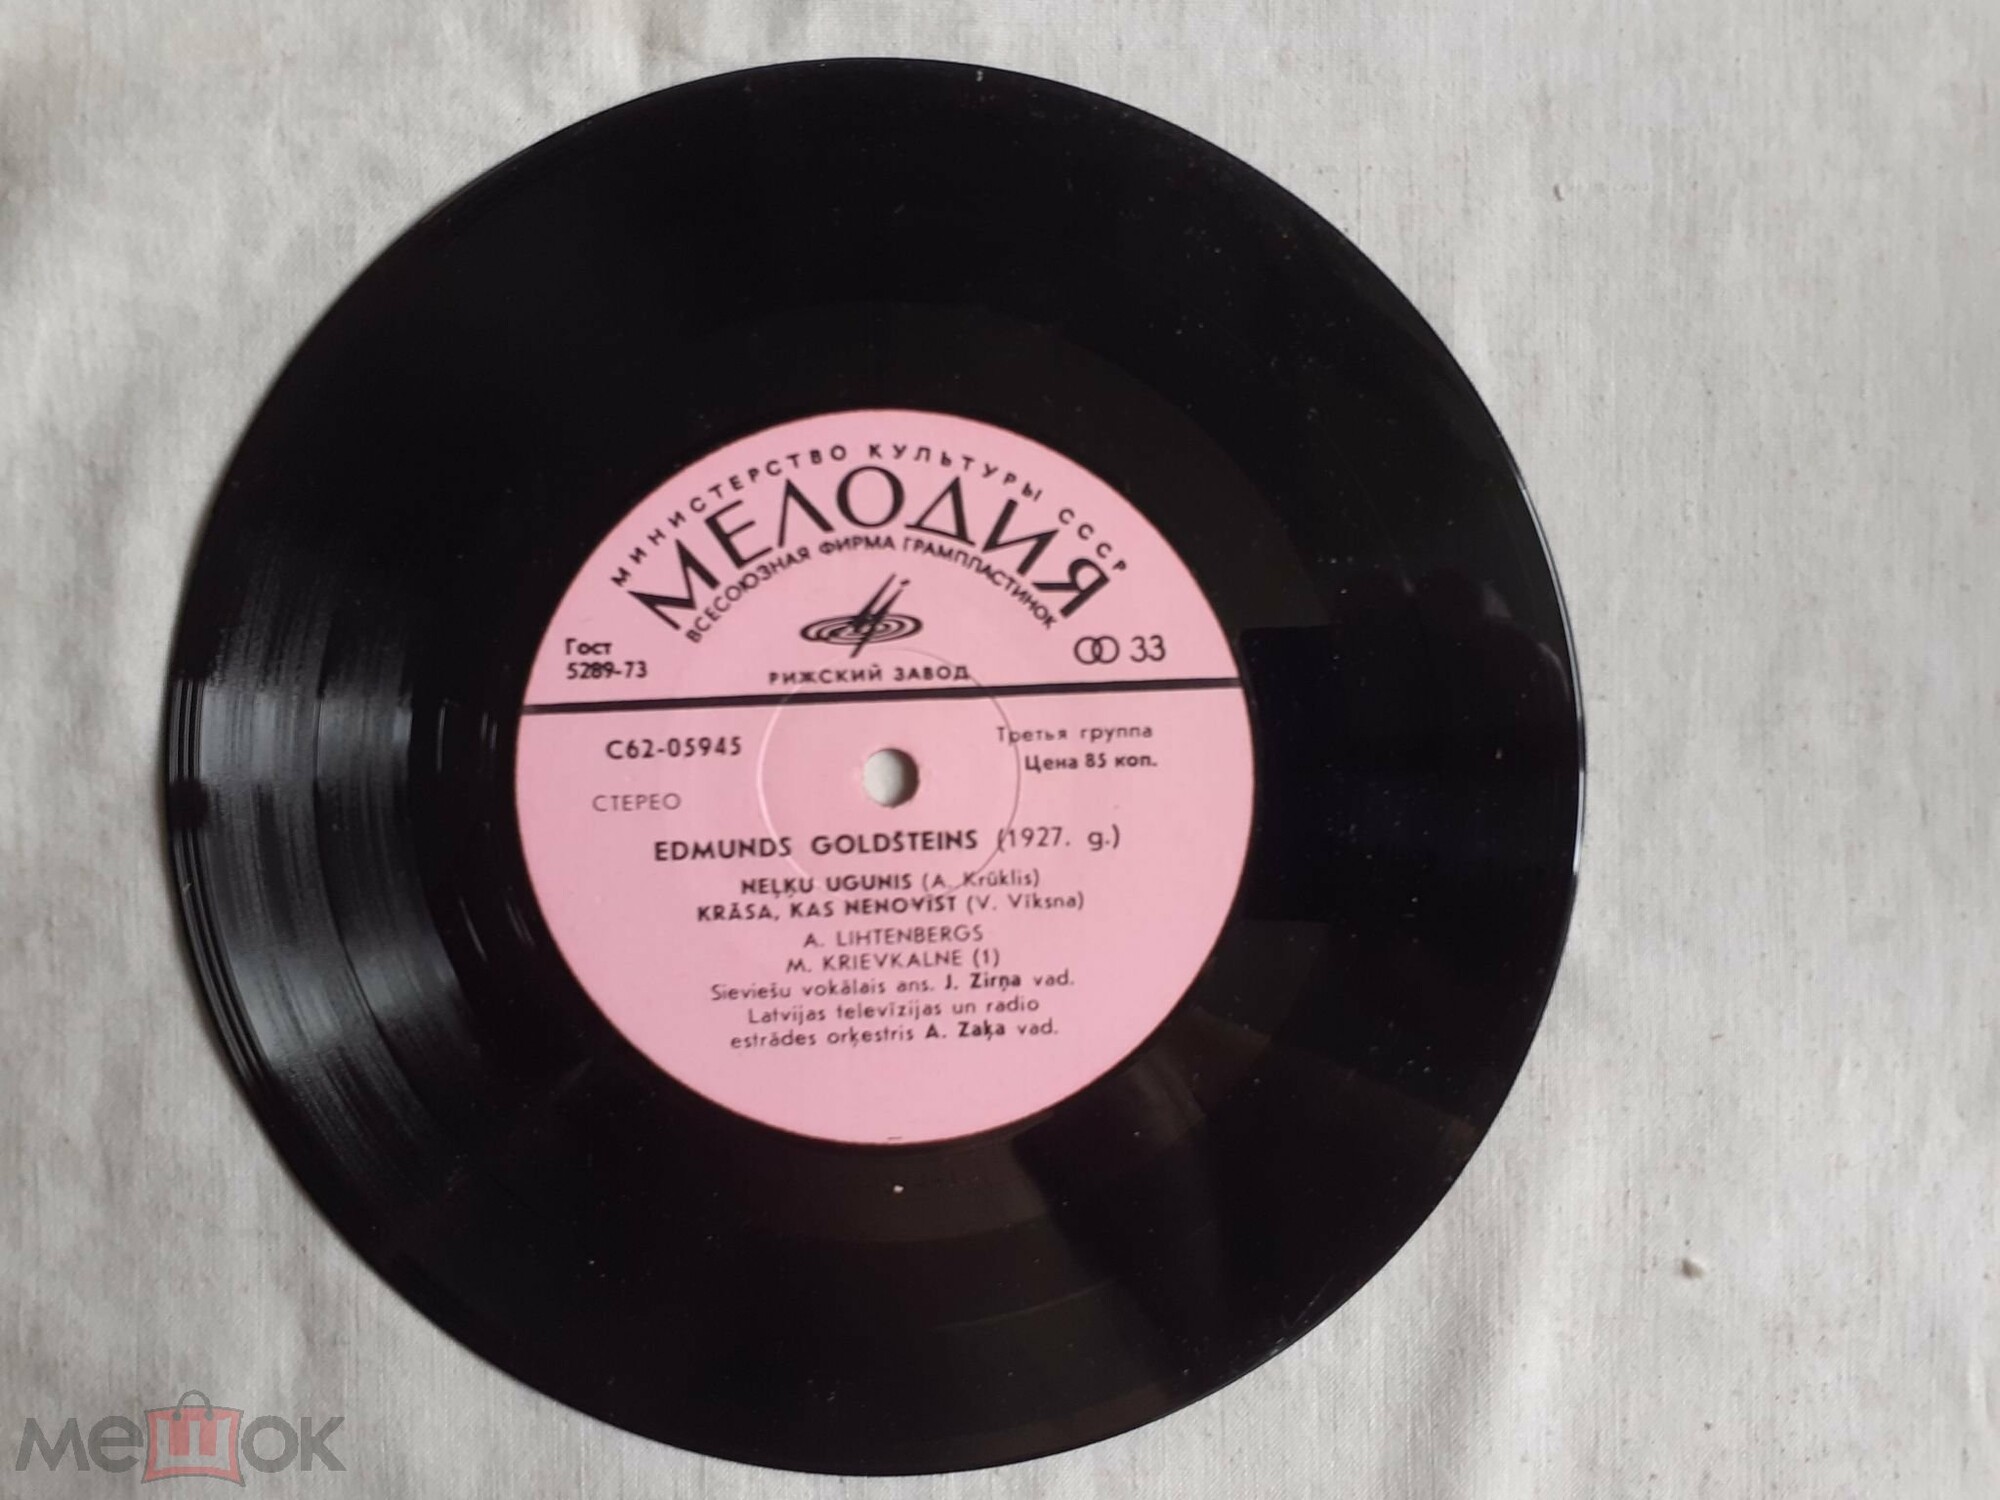 МИНИСТЕРСТВО КУЛЬТУРЫ СССР
МЕЛОДИЯ
ВСЕСОЮЗНАЯ ФИРМА ГРАМПЛАСТИНОК
Гост
5289-73
33
РИЖСКИЙ ЗАВОД
С62-05945
Третья группа
Цена 85 коп.
СТЕРЕО
EDMUNDS GOLDŠTEINS (1927. g.)
NEĻĶU UGUNIS (A. Krūklis)
KRĀSA, KAS NENOVĪST (V. Vīksna)
A. LIHTENBERGS
M. KRIEVKALNE (1)
Sieviešu vokālais ans. J. Zirņa vad.
Latvijas televīzijas un radio
estrādes orķestris A. Zaķa vad.
мешок